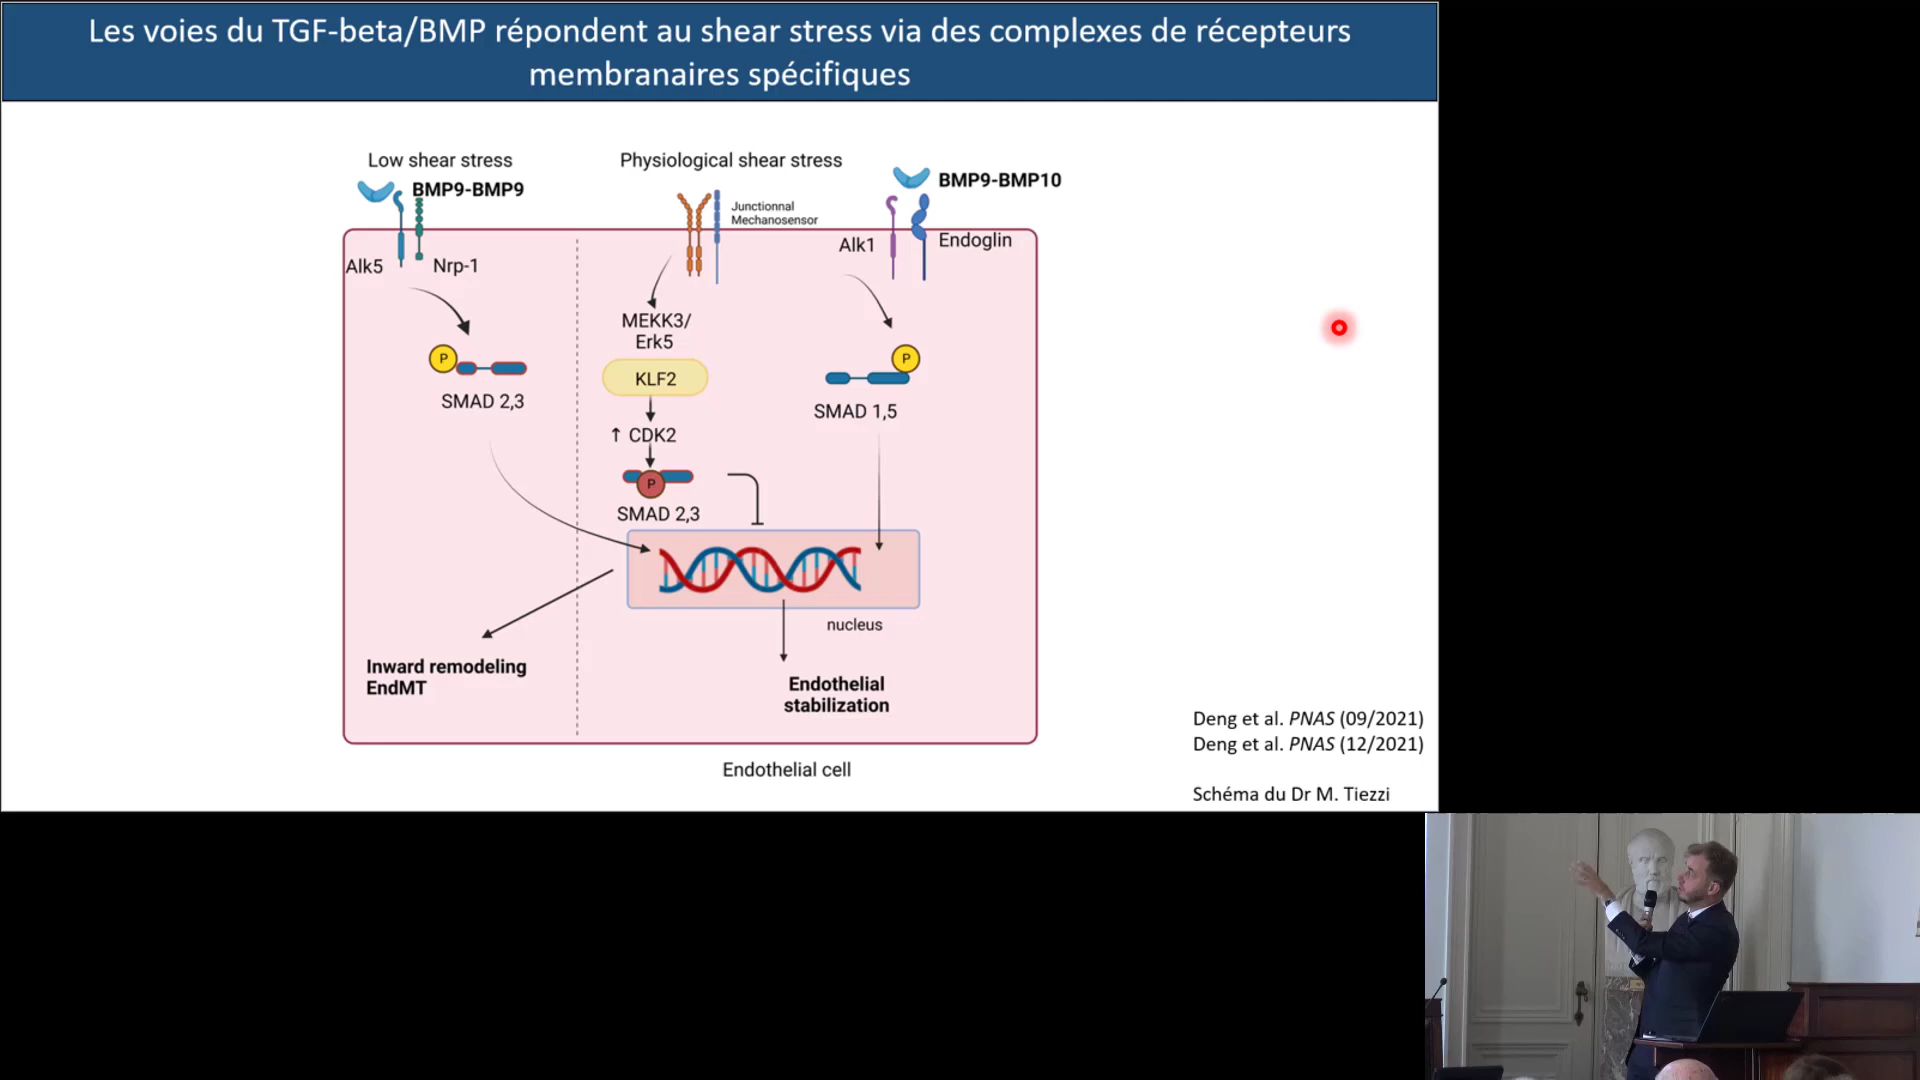 Les voies du TGF-beta/BMP répondent au shear stress via des complexes de récepteurs
membranaires spécifiques
Low shear stress
BMP9-BMP9
Alk5
Nrp-1
P
SMAD 2,3
Physiological shear stress
Junctionnal
Mechanosensor
MEKK3/
Erk5
KLF2
↑ CDK2
P
SMAD 2,3
BMP9-BMP10
Alk1
Endoglin
P
SMAD 1,5
nucleus
Inward remodeling
EndMT
Endothelial
stabilization
Endothelial cell
Deng et al. PNAS (09/2021)
Deng et al. PNAS (12/2021)
Schéma du Dr M. Tiezzi